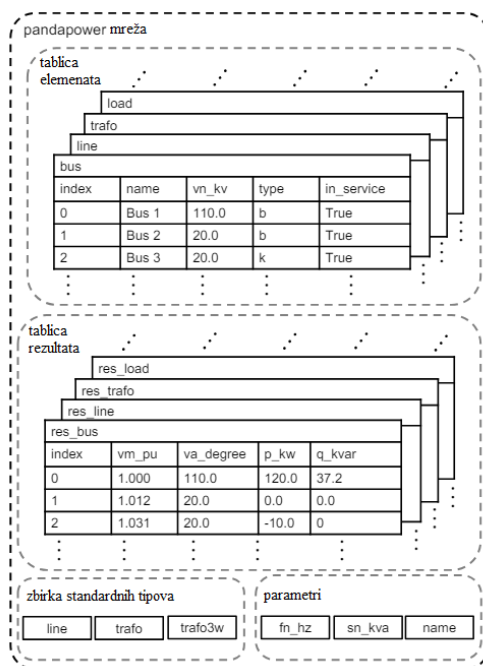 pandapower mreža
tablica
elemenata
load
trafo
line
bus
index name vn_kv type in_service
0 Bus 1 110.0 b True
1 Bus 2 20.0 b True
2 Bus 3 20.0 k True
tablica
rezultata
res_load
res_trafo
res_line
res_bus
index vm_pu va_degree p_kw q_kvar
0 1.000 110.0 120.0 37.2
1 1.012 20.0 0.0 0.0
2 1.031 20.0 -10.0 0
zbirka standardnih tipova
line trafo trafo3w
parametri
fn_hz sn_kva name